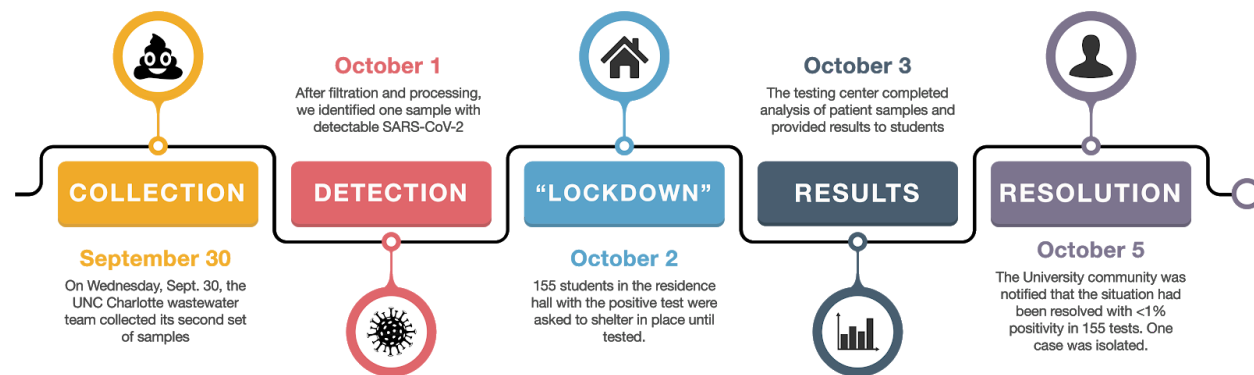 COLLECTION
September 30
On Wednesday, Sept. 30, the
UNC Charlotte wastewater
team collected its second set
of samples
October 1
After filtration and processing,
we identified one sample with
detectable SARS-CoV-2
DETECTION
“LOCKDOWN”
October 2
155 students in the residence
hall with the positive test were
asked to shelter in place until
tested.
October 3
The testing center completed
analysis of patient samples and
provided results to students
RESULTS
RESOLUTION
October 5
The University community was
notified that the situation had
been resolved with <1%
positivity in 155 tests. One
case was isolated.